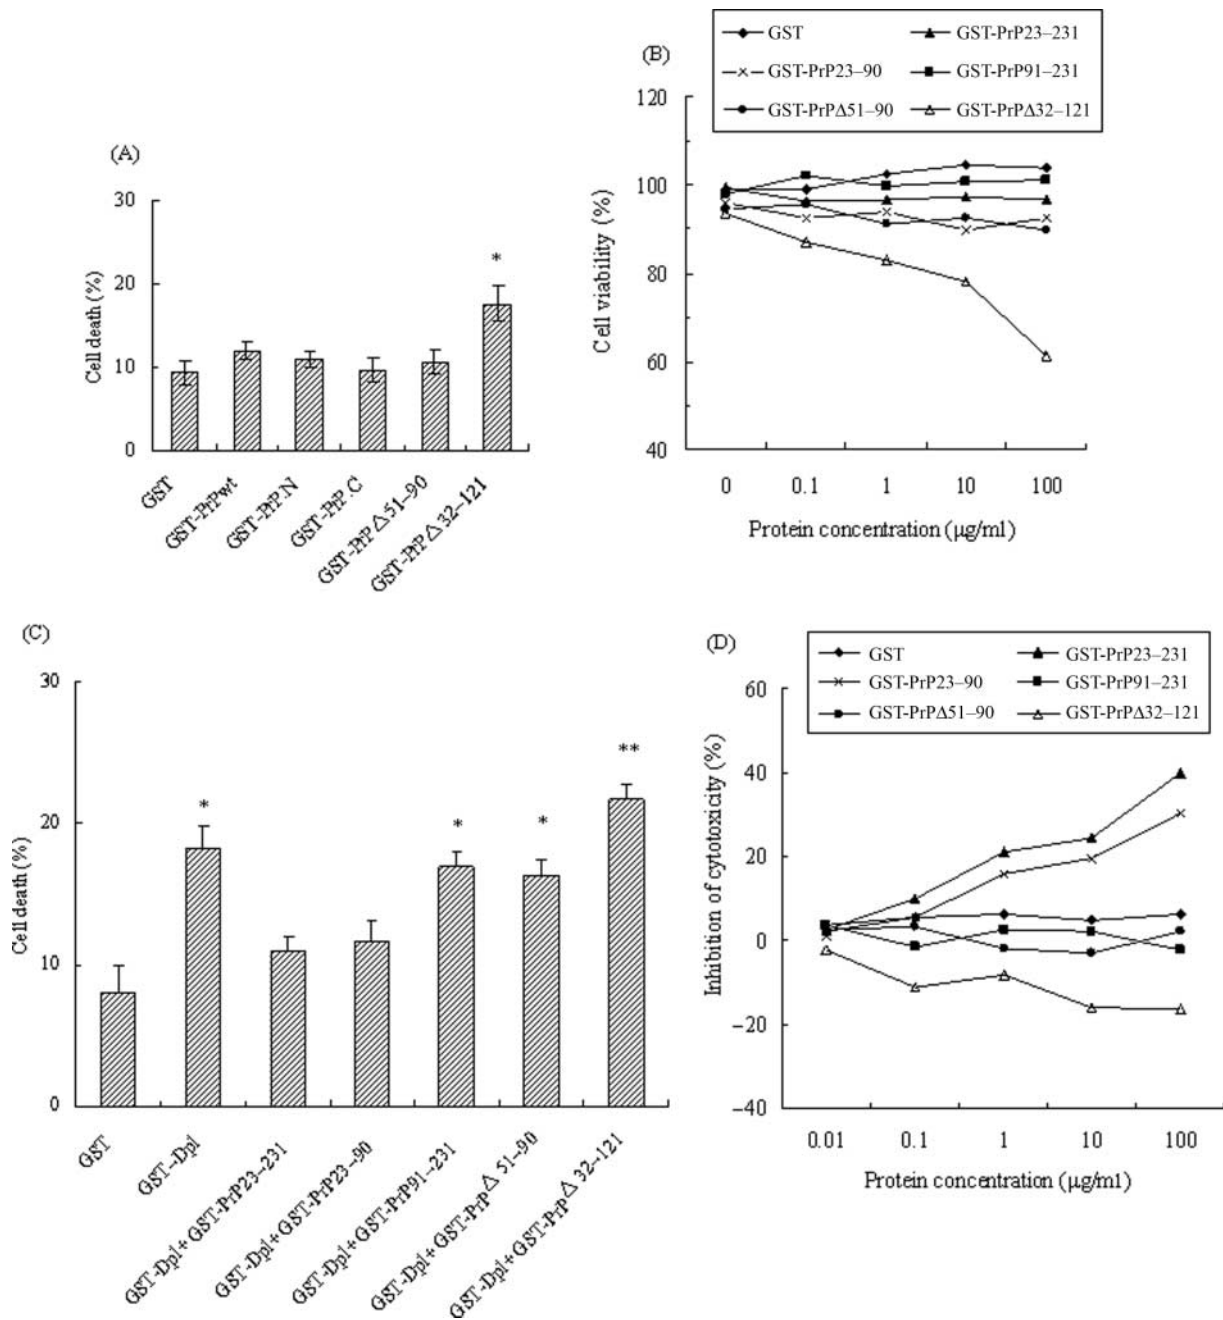 (A)
30
20
10
0
Cell death (%)
*
GST
GST-PrPwt
GST-PrP.N
GST-PrP.C
GST-PrP△51–90
GST-PrP△32–121
(B)
GST
GST-PrP23–231
GST-PrP23–90
GST-PrP91–231
GST-PrPΔ51–90
GST-PrPΔ32–121
120
100
80
60
40
Cell viability (%)
0 0.1 1 10 100
Protein concentration (µg/ml)
(C)
30
20
10
0
Cell death (%)
* * * **
GST
GST-Dpl
GST-Dpl+GST-PrP23–231
GST-Dpl+GST-PrP23–90
GST-Dpl+GST-PrP91–231
GST-Dpl+GST-PrP△ 51–90
GST-Dpl+GST-PrP△ 32–121
(D)
GST
GST-PrP23–231
GST-PrP23–90
GST-PrP91–231
GST-PrPΔ51–90
GST-PrPΔ32–121
60
40
20
0
–20
–40
Inhibition of cytotoxicity (%)
0.01 0.1 1 10 100
Protein concentration (µg/ml)